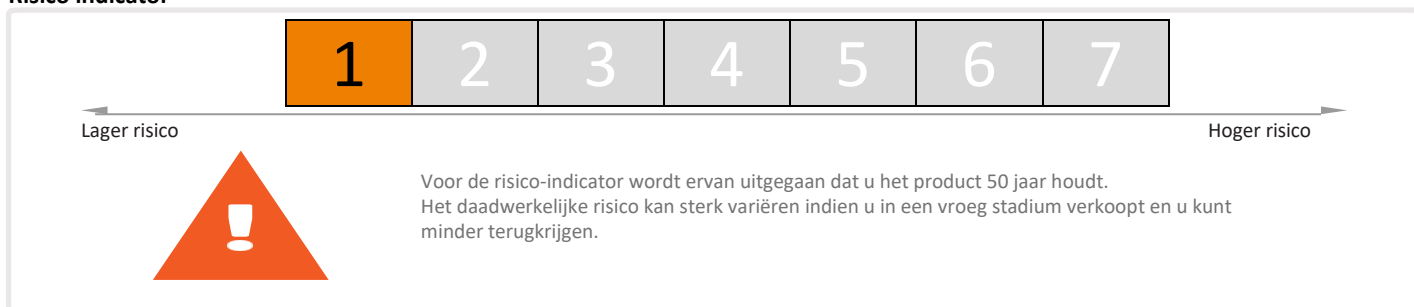 Risico indicator
1 2 3 4 5 6 7
Lager risico Hoger risico
Voor de risico-indicator wordt ervan uitgegaan dat u het product 50 jaar houdt.
Het daadwerkelijke risico kan sterk variëren indien u in een vroeg stadium verkoopt en u kunt
minder terugkrijgen.